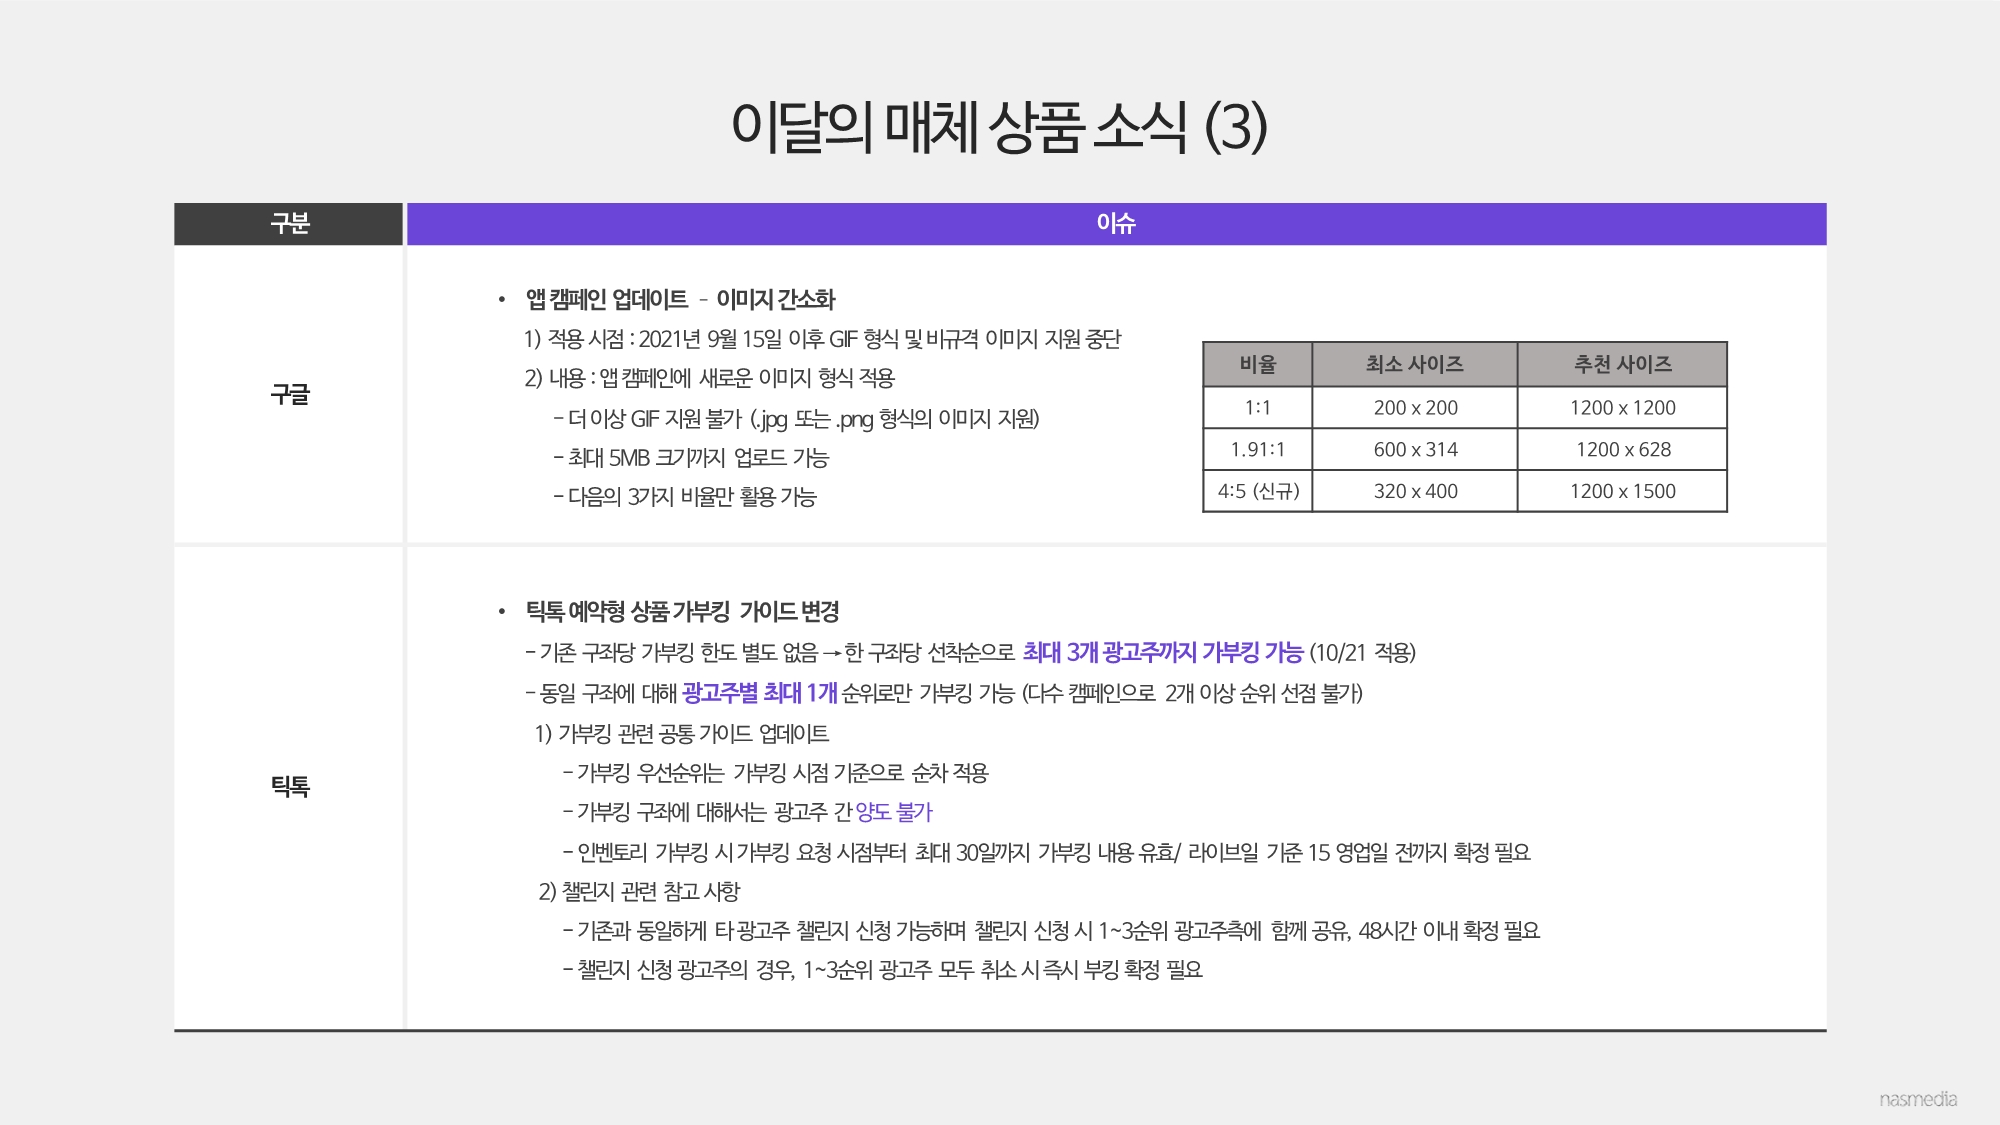 이달의 매체 상품 소식 (3)
구분
이슈
구글
• 앱 캠페인 업데이트 – 이미지 간소화
1) 적용 시점 : 2021년 9월 15일 이후 GIF 형식 및 비규격 이미지 지원 중단
2) 내용 : 앱 캠페인에 새로운 이미지 형식 적용
– 더 이상 GIF 지원 불가 (.jpg 또는 .png 형식의 이미지 지원)
– 최대 5MB 크기까지 업로드 가능
– 다음의 3가지 비율만 활용 가능
비율 최소 사이즈 추천 사이즈
1:1 200 x 200 1200 x 1200
1.91:1 600 x 314 1200 x 628
4:5 (신규) 320 x 400 1200 x 1500
틱톡
• 틱톡 예약형 상품 가부킹 가이드 변경
– 기존 구좌당 가부킹 한도 별도 없음 → 한 구좌당 선착순으로 최대 3개 광고주까지 가부킹 가능 (10/21 적용)
– 동일 구좌에 대해 광고주별 최대 1개 순위로만 가부킹 가능 (다수 캠페인으로 2개 이상 순위 선점 불가)
1) 가부킹 관련 공통 가이드 업데이트
– 가부킹 우선순위는 가부킹 시점 기준으로 순차 적용
– 가부킹 구좌에 대해서는 광고주 간 양도 불가
– 인벤토리 가부킹 시 가부킹 요청 시점부터 최대 30일까지 가부킹 내용 유효/ 라이브일 기준 15 영업일 전까지 확정 필요
2) 챌린지 관련 참고 사항
– 기존과 동일하게 타 광고주 챌린지 신청 가능하며 챌린지 신청 시 1~3순위 광고주측에 함께 공유, 48시간 이내 확정 필요
– 챌린지 신청 광고주의 경우, 1~3순위 광고주 모두 취소 시 즉시 부킹 확정 필요
nasmedia